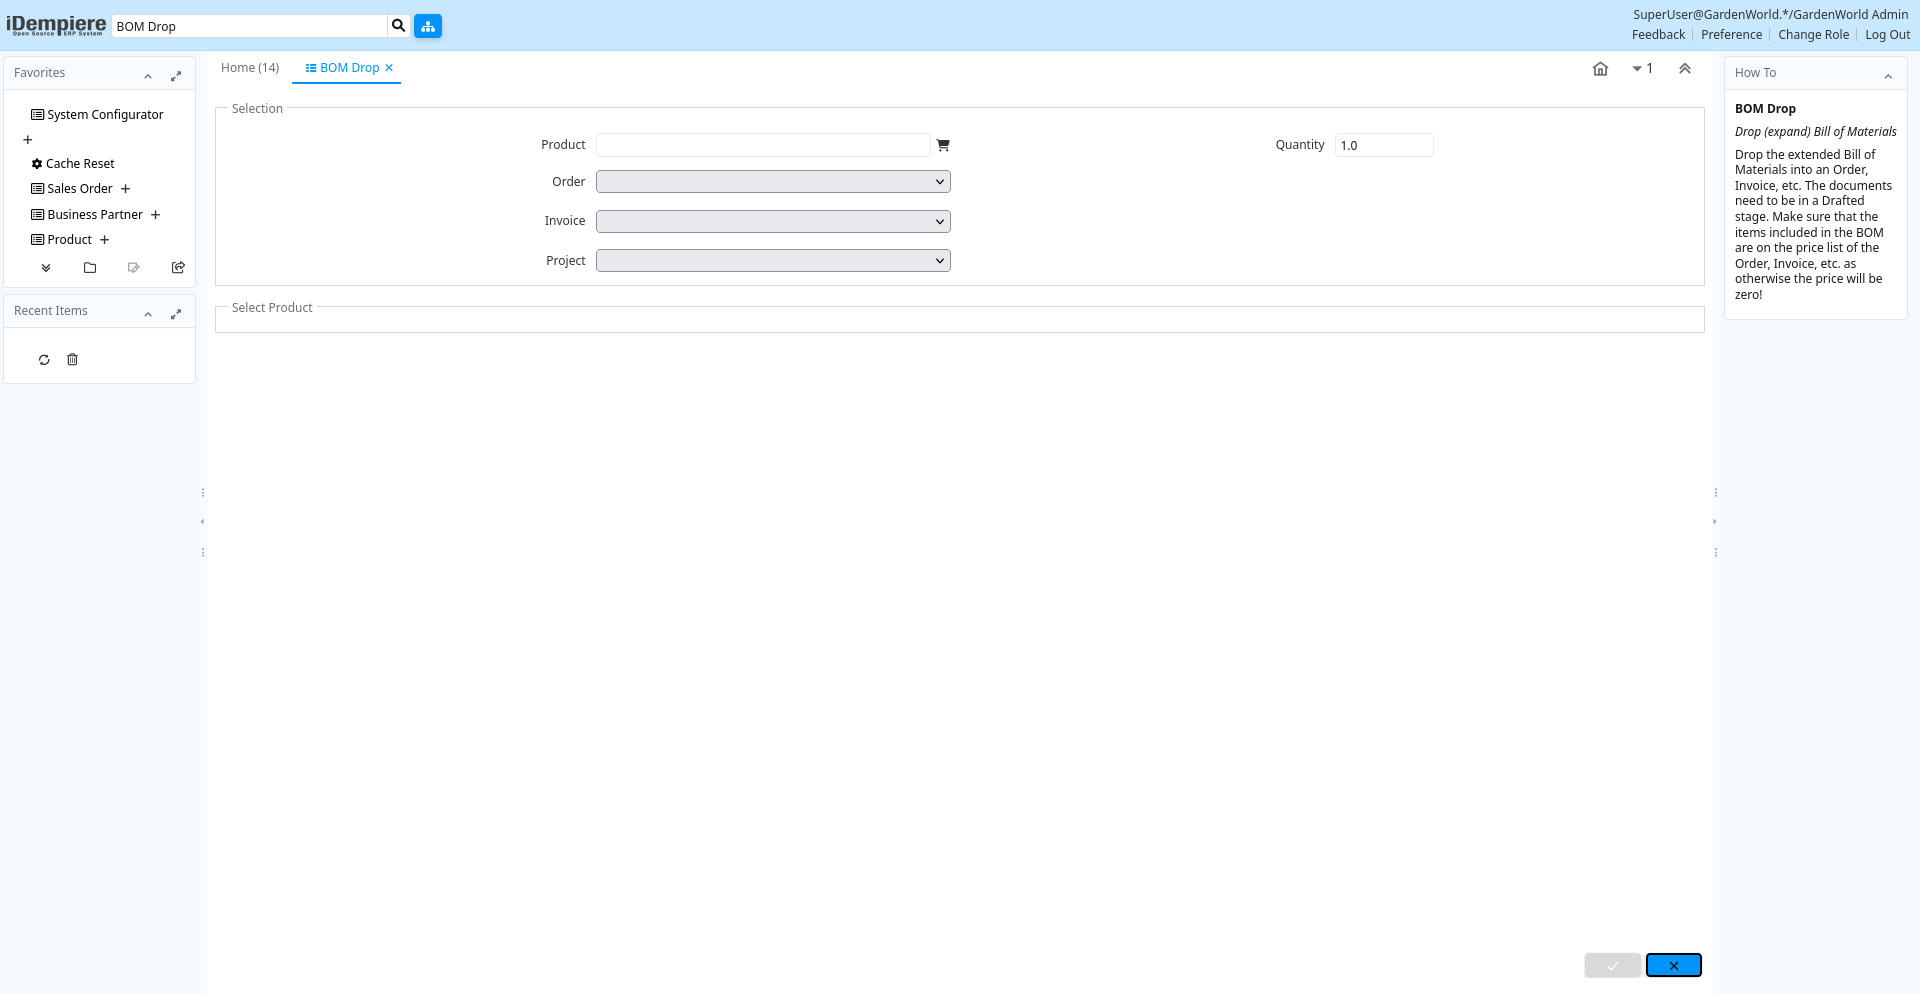 iDempiere
Open Source ERP System
BOM Drop
SuperUser@GardenWorld.*/GardenWorld Admin
Feedback
Preference
Change Role
Log Out
Favorites
System Configurator
Cache Reset
Sales Order
Business Partner
Product
Recent Items
Home (14)
BOM Drop
1
Selection
Product
Quantity
1.0
Order
Invoice
Project
Select Product
How To
BOM Drop
Drop (expand) Bill of Materials
Drop the extended Bill of
Materials into an Order,
Invoice, etc. The documents
need to be in a Drafted
stage. Make sure that the
items included in the BOM
are on the price list of the
Order, Invoice, etc. as
otherwise the price will be
zero!